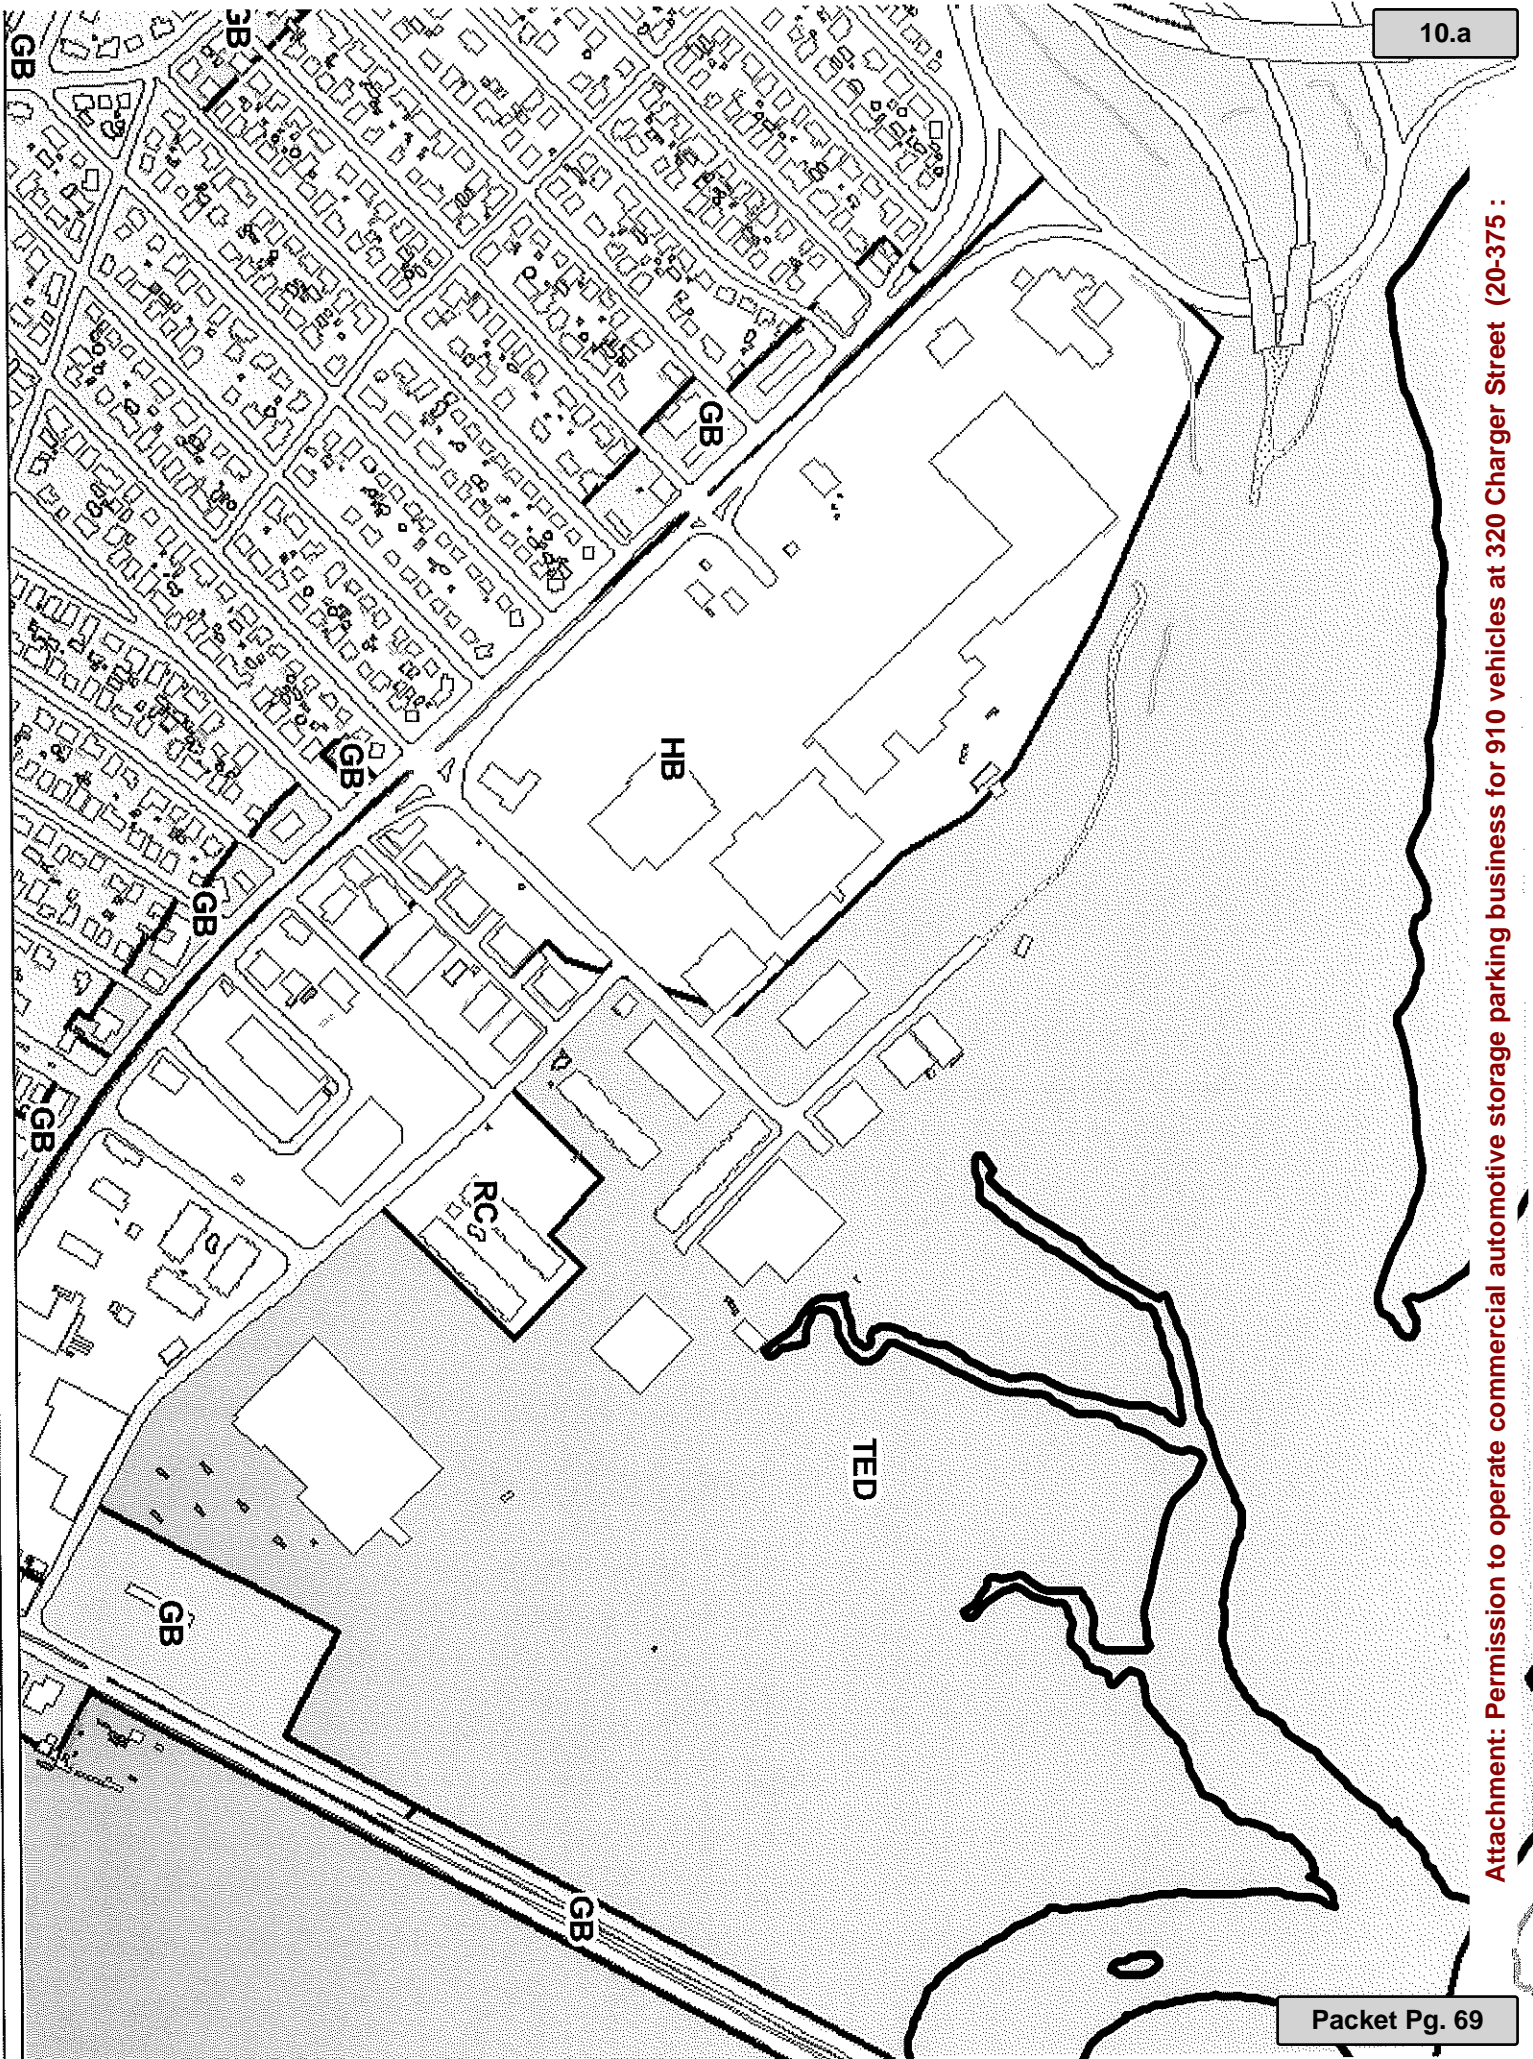 10.a
GB
GB
GB
HB
GB
GB
GB
RC
TED
GB
GB
Attachment: Permission to operate commercial automotive storage parking business for 910 vehicles at 320 Charger Street (20-375 :
Packet Pg. 69